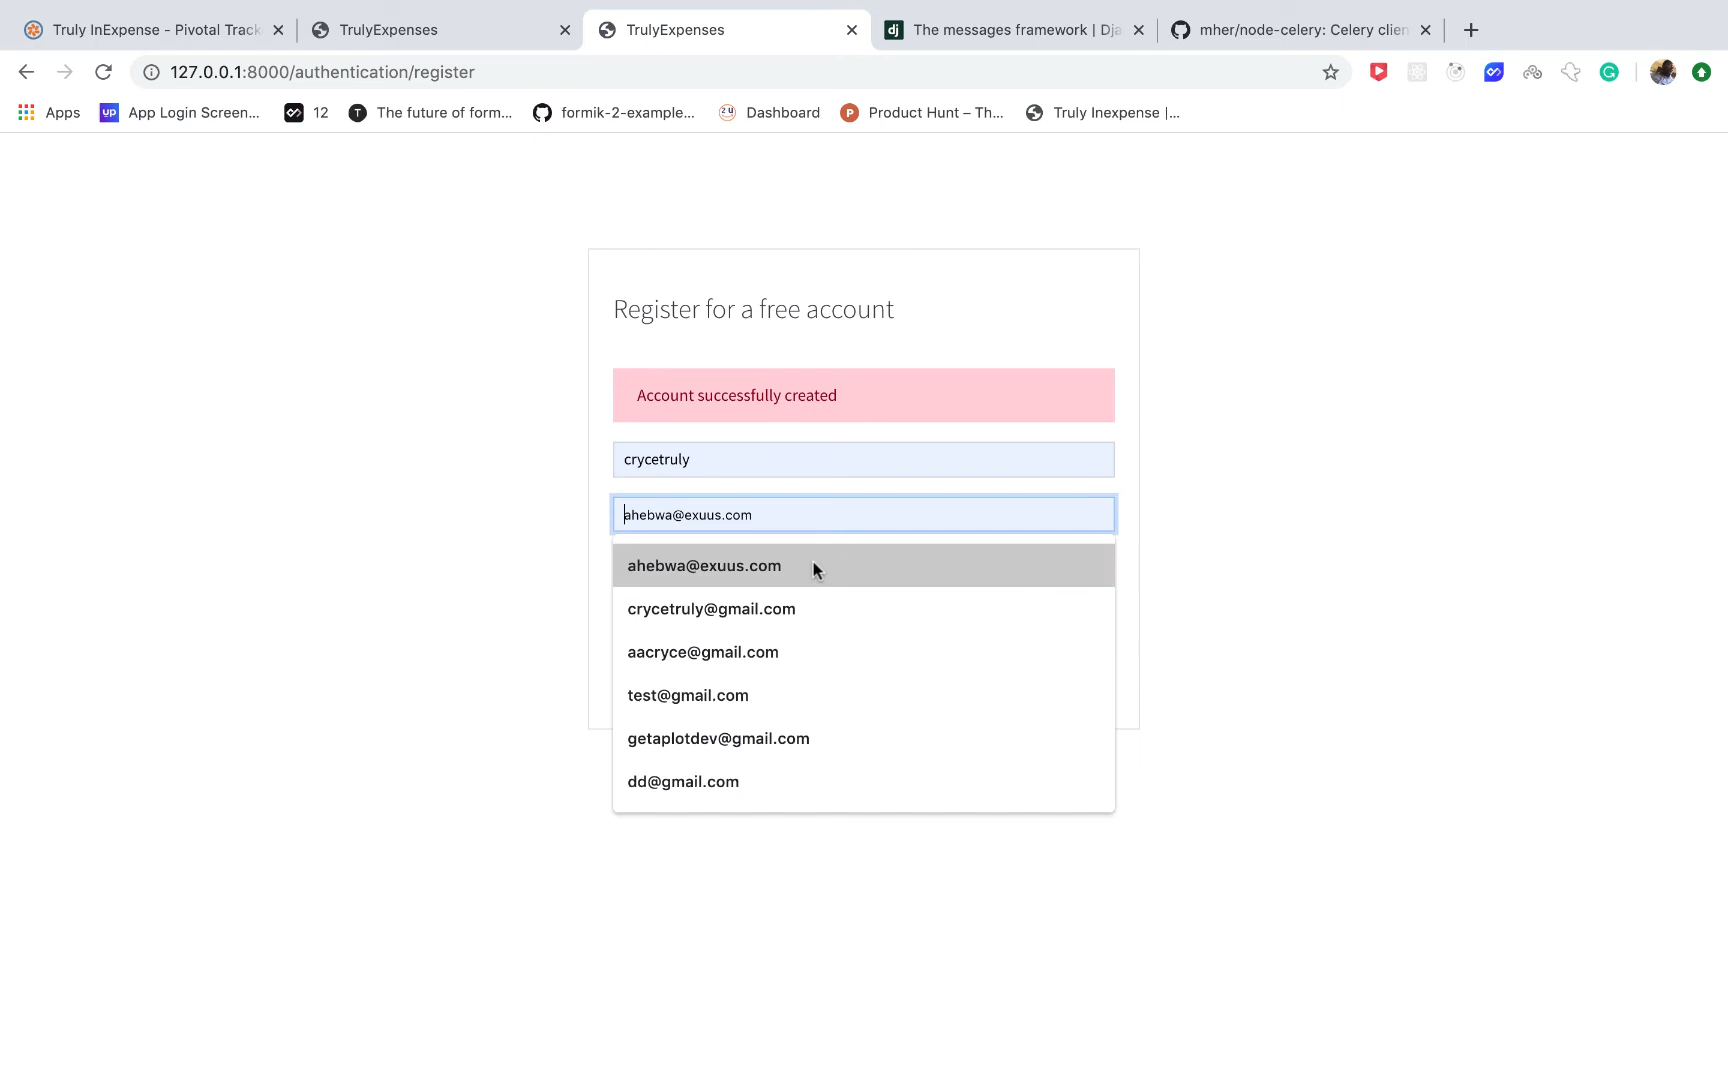 Truly InExpense - Pivotal Track
TrulyExpenses
TrulyExpenses
The messages framework | Dja
mher/node-celery: Celery clien
127.0.0.1:8000/authentication/register
Apps
up App Login Screen...
12
T The future of form...
formik-2-example...
2U Dashboard
P Product Hunt – Th...
Truly Inexpense |...
Register for a free account
Account successfully created
crycetruly
ahebwa@exuus.com
ahebwa@exuus.com
crycetruly@gmail.com
aacryce@gmail.com
test@gmail.com
getaplotdev@gmail.com
dd@gmail.com